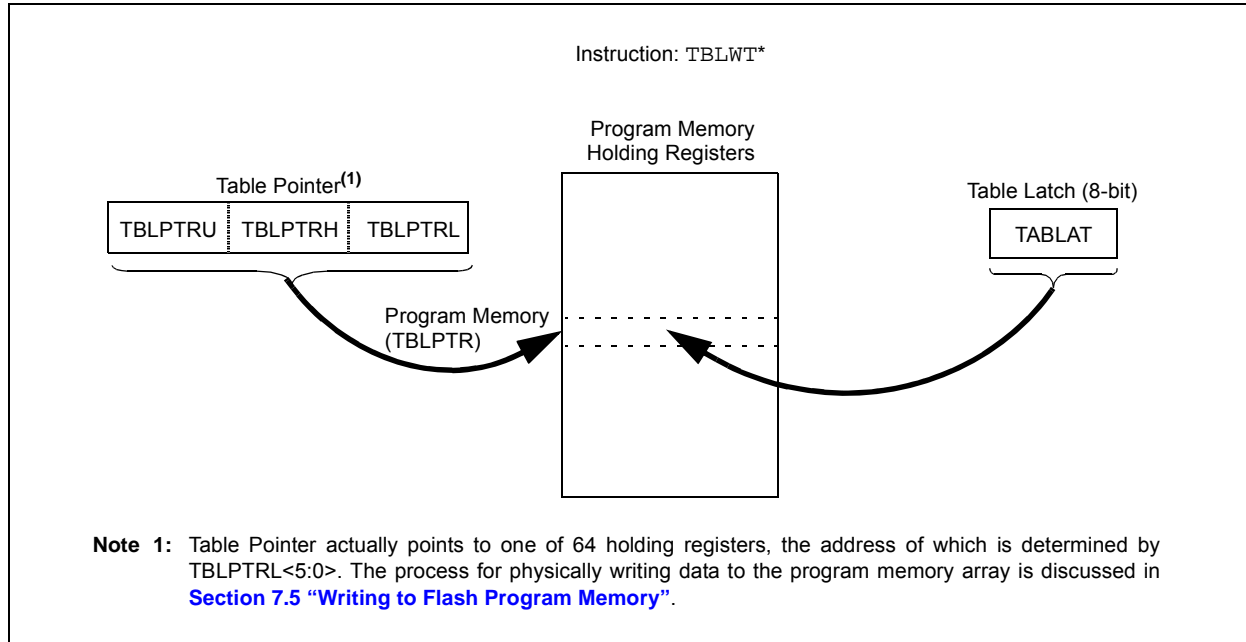 Instruction: TBLWT*
Program Memory
Holding Registers
Table Pointer(1)
Table Latch (8-bit)
TBLPTRU TBLPTRH TBLPTRL
TABLAT
Program Memory
(TBLPTR)
Note 1: Table Pointer actually points to one of 64 holding registers, the address of which is determined by
TBLPTRL<5:0>. The process for physically writing data to the program memory array is discussed in
Section 7.5 “Writing to Flash Program Memory”.